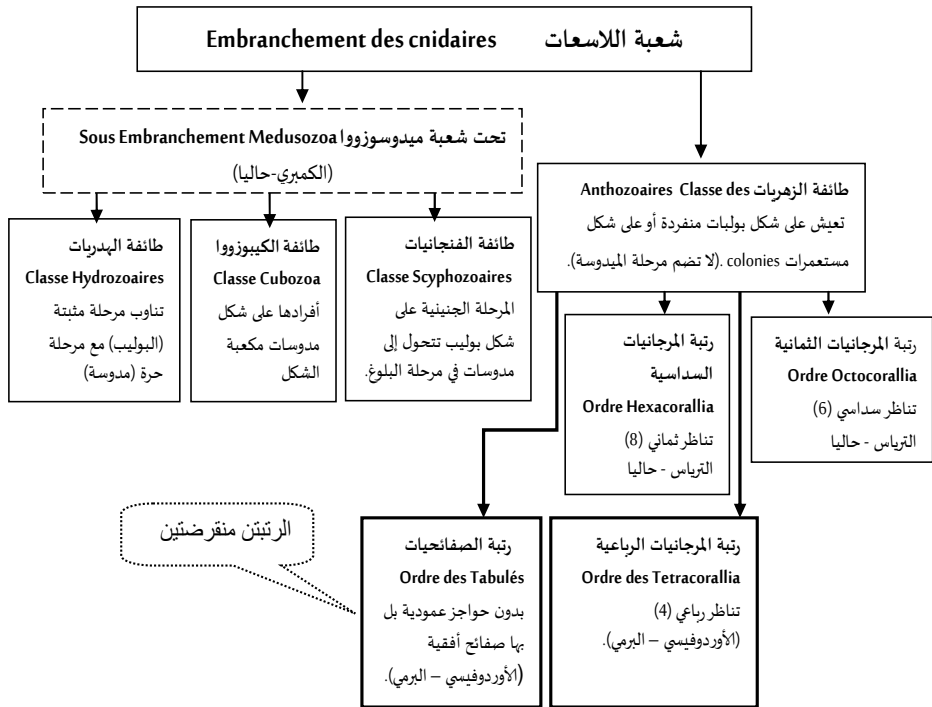 شعبة اللاسعات Embranchement des cnidaires
تحت شعبة ميدوسوزووا Sous Embranchement Medusozoa
(الكمبري-حاليا)
طائفة الزهريات Anthozoaires Classe des
تعيش على شكل بولبات منفردة أو على شكل
مستعمرات colonies .(لا تضم مرحلة الميدوسة).
طائفة الفنجانيات
Classe Scyphozoaires
المرحلة الجنينية على
شكل بوليب تتحول إلى
مدوسات في مرحلة البلوغ.
طائفة الكيبوزووا
Classe Cubozoa
أفرادها على شكل
مدوسات مكعبة
الشكل
طائفة الهدريات
Classe Hydrozoaires
تناوب مرحلة مثبتة
(البوليب) مع مرحلة
حرة (مدوسة)
رتبة المرجانيات الثمانية
Ordre Octocorallia
تناظر سداسي (6)
الترياس - حاليا
رتبة المرجانيات
السداسية
Ordre Hexacorallia
تناظر ثماني (8)
الترياس - حاليا
رتبة المرجانيات الرباعية
Ordre des Tetracorallia
تناظر رباعي (4)
(الأوردوفيسي – البرمي).
رتبة الصفائحيات
Ordre des Tabulés
بدون حواجز عمودية بل
بها صفائح أفقية
(الأوردوفيسي – البرمي).
الرتبتن منقرضتين